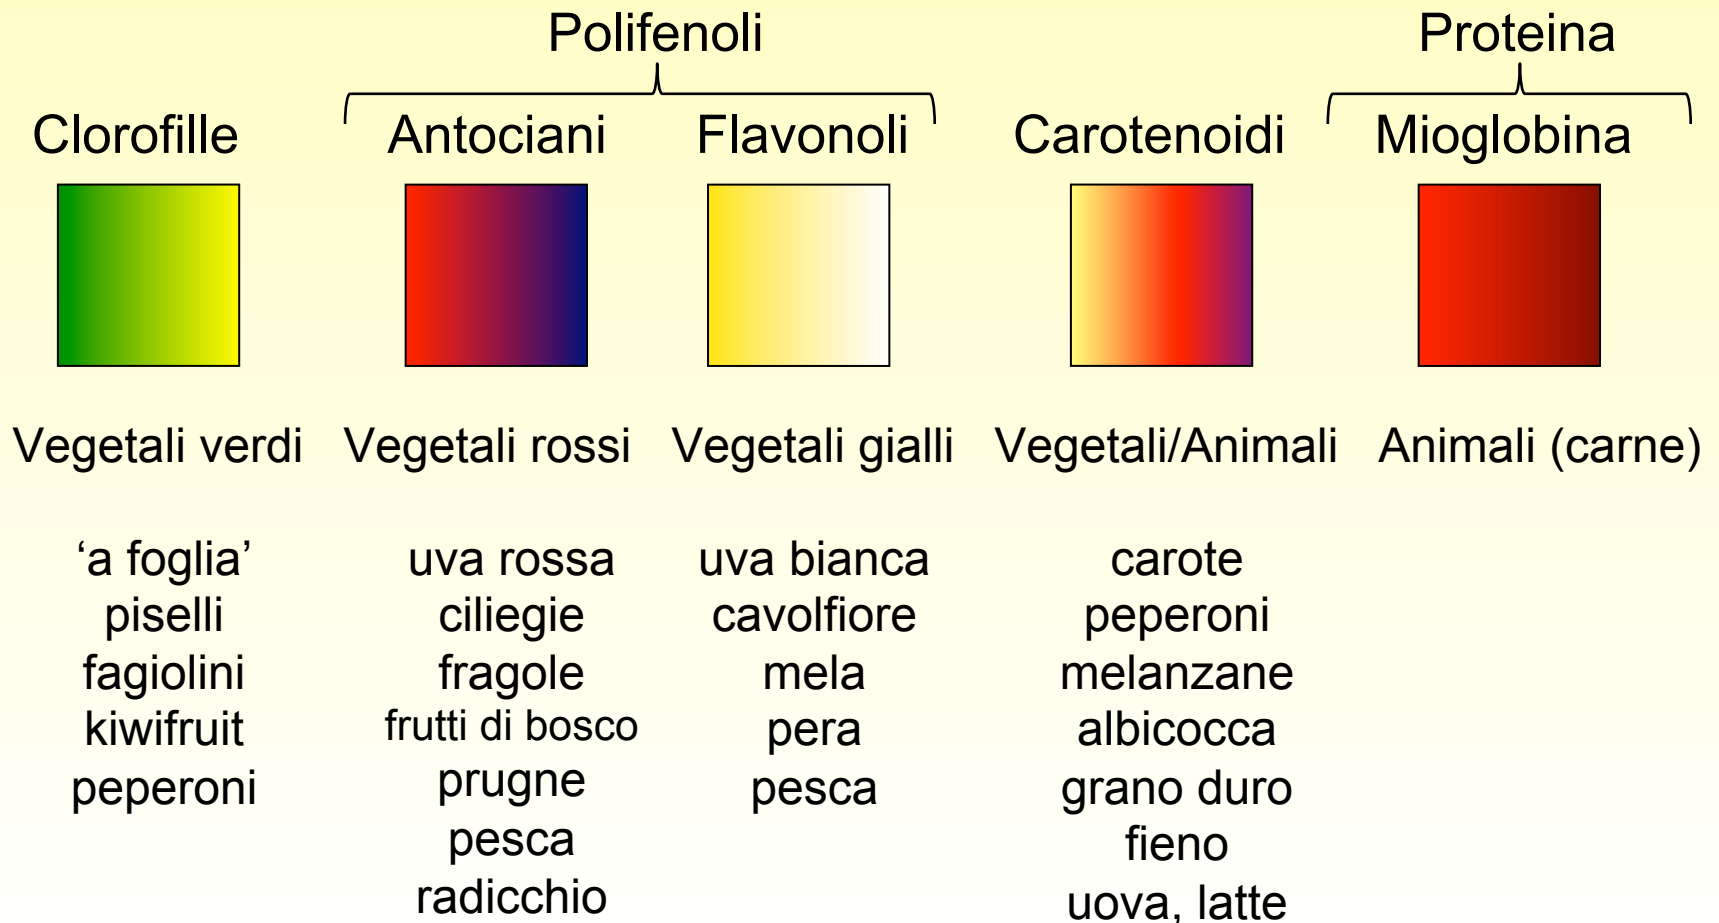 Polifenoli
Proteina
Clorofille
Antociani
Flavonoli
Carotenoidi
Mioglobina
Vegetali verdi
Vegetali rossi
Vegetali gialli
Vegetali/Animali
Animali (carne)
‘a foglia’
piselli
fagiolini
kiwifruit
peperoni
uva rossa
ciliegie
fragole
frutti di bosco
prugne
pesca
radicchio
uva bianca
cavolfiore
mela
pera
pesca
carote
peperoni
melanzane
albicocca
grano duro
fieno
uova, latte